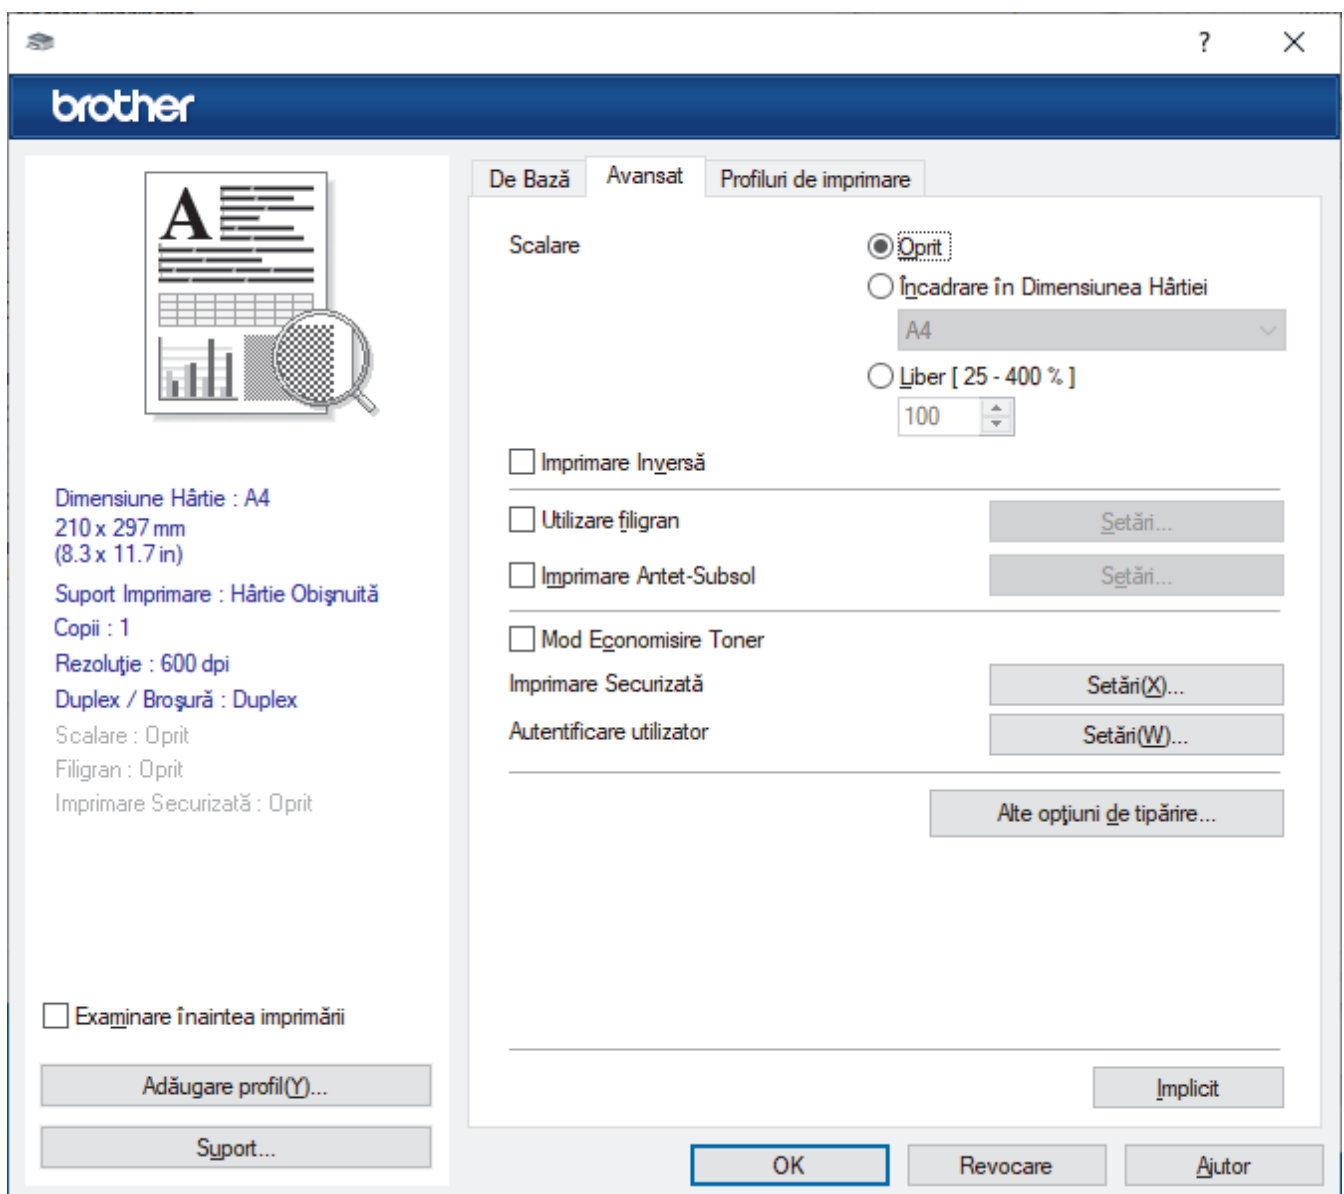 ?
brother
A
De Bază
Avansat
Profiluri de imprimare
Scalare
Oprit
Încadrare în Dimensiunea Hârtiei
A4
Liber [ 25 - 400 % ]
100
Imprimare Inversă
Utilizare filigran
Setări...
Imprimare Antet-Subsol
Setări...
Mod Economisire Toner
Imprimare Securizată
Setări(X)...
Autentificare utilizator
Setări(W)...
Alte opţiuni de tipărire...
Implicit
Dimensiune Hârtie : A4
210 x 297 mm
(8.3 x 11.7 in)
Suport Imprimare : Hârtie Obişnuită
Copii : 1
Rezoluţie : 600 dpi
Duplex / Broşură : Duplex
Scalare : Oprit
Filigran : Oprit
Imprimare Securizată : Oprit
Examinare înaintea imprimării
Adăugare profil(Y)...
Suport...
OK
Revocare
Ajutor